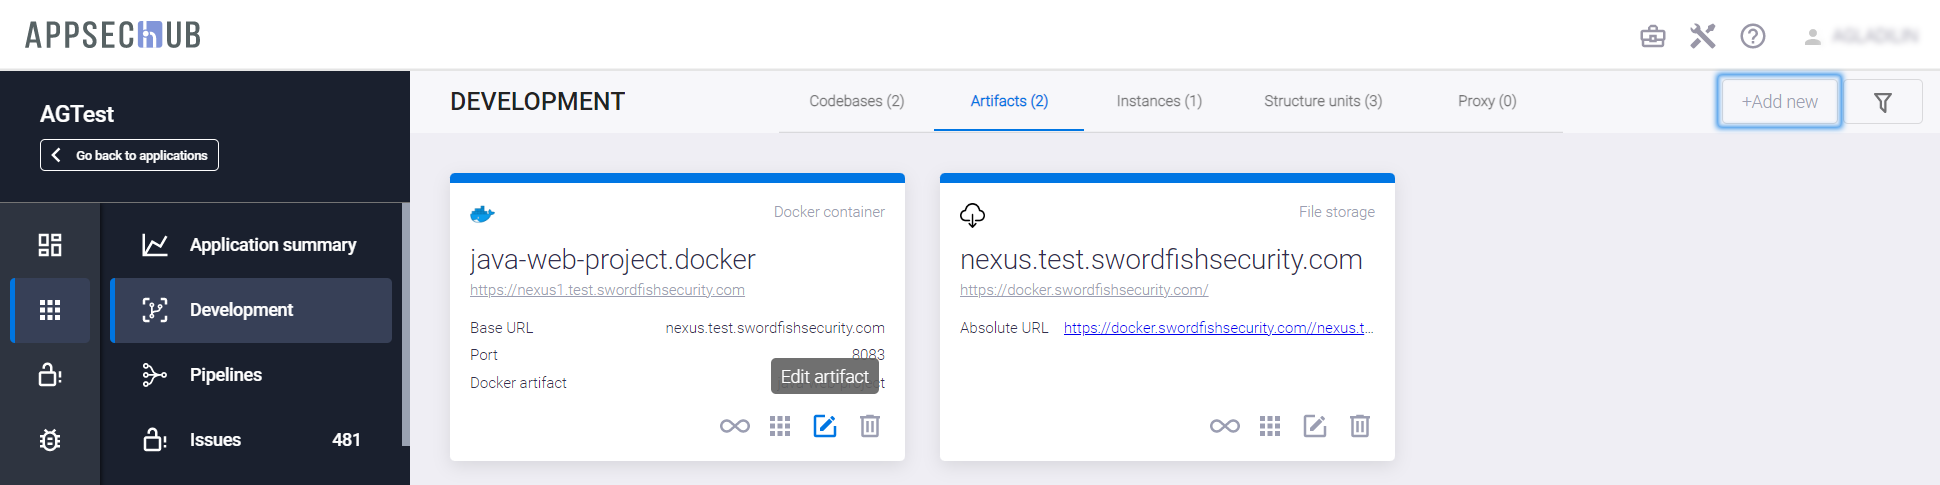 APPSECHUB
AGTest
Go back to applications
Application summary
Development
Pipelines
Issues 481
DEVELOPMENT
Codebases (2)
Artifacts (2)
Instances (1)
Structure units (3)
Proxy (0)
+Add new
Docker container
java-web-project.docker
https://nexus1.test.swordfishsecurity.com
Base URL nexus.test.swordfishsecurity.com
Port 8083
Docker artifact
Edit artifact
File storage
nexus.test.swordfishsecurity.com
https://docker.swordfishsecurity.com/
Absolute URL https://docker.swordfishsecurity.com//nexus.t...